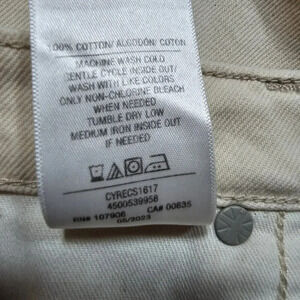 100% COTTON/ ALGODÓN/ COTON
MACHINE WASH COLD
GENTLE CYCLE INSIDE OUT/
WASH WITH LIKE COLORS
ONLY NON-CHLORINE BLEACH
WHEN NEEDED
TUMBLE DRY LOW
MEDIUM IRON INSIDE OUT
IF NEEDED
CYRECS1617
4500539958
RN# 107906 CA# 00835
05/2023